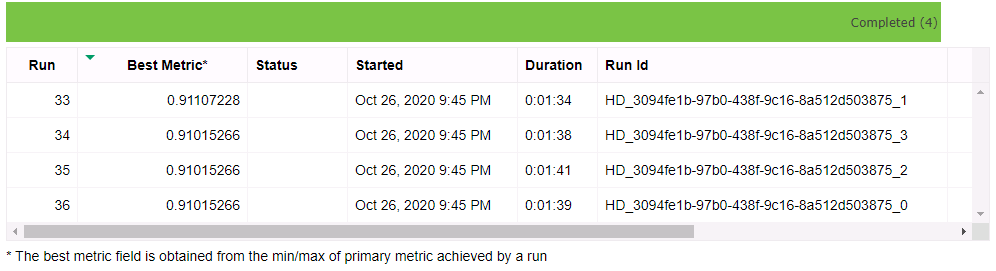 Completed (4)
Run Best Metric* Status Started Duration Run Id
33 0.91107228 Oct 26, 2020 9:45 PM 0:01:34 HD_3094fe1b-97b0-438f-9c16-8a512d503875_1
34 0.91015266 Oct 26, 2020 9:45 PM 0:01:38 HD_3094fe1b-97b0-438f-9c16-8a512d503875_3
35 0.91015266 Oct 26, 2020 9:45 PM 0:01:41 HD_3094fe1b-97b0-438f-9c16-8a512d503875_2
36 0.91015266 Oct 26, 2020 9:45 PM 0:01:39 HD_3094fe1b-97b0-438f-9c16-8a512d503875_0
* The best metric field is obtained from the min/max of primary metric achieved by a run